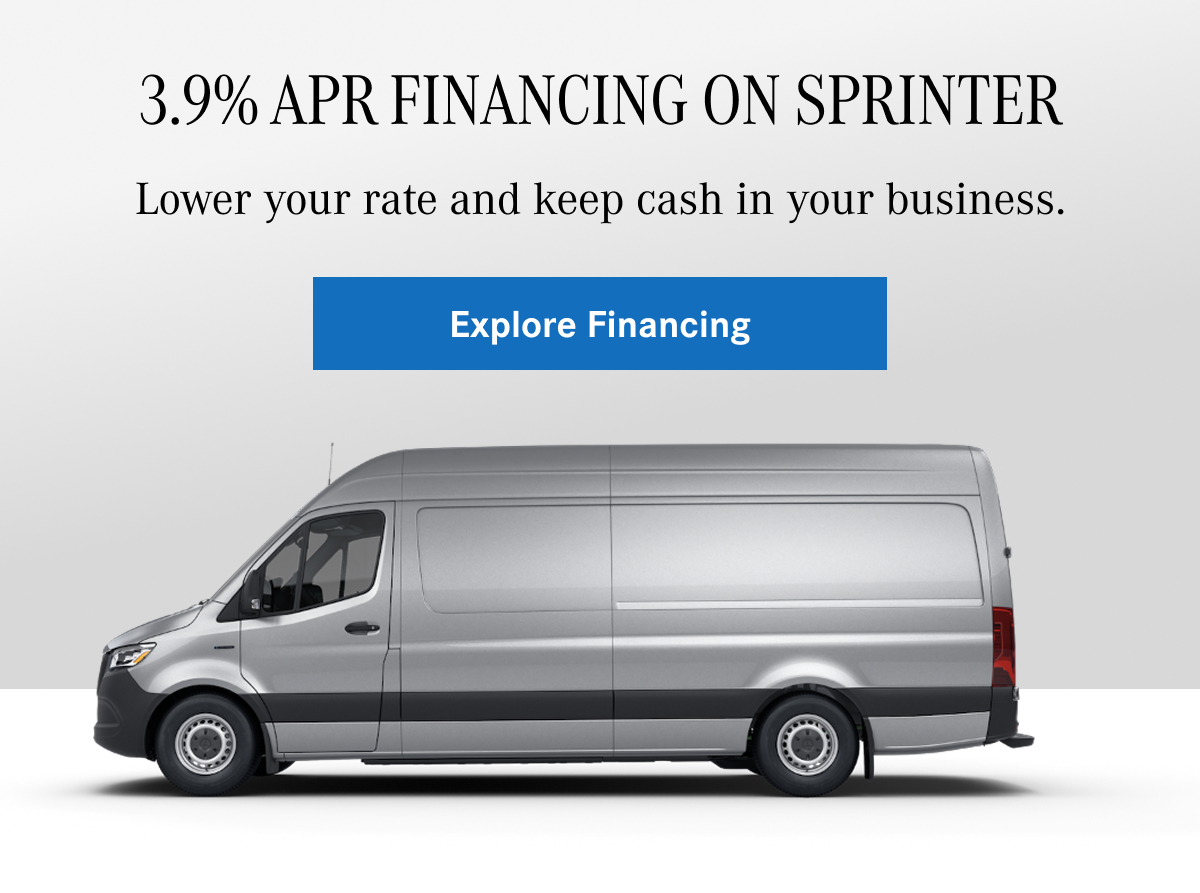 3.9% APR FINANCING ON SPRINTER
Lower your rate and keep cash in your business.
Explore Financing